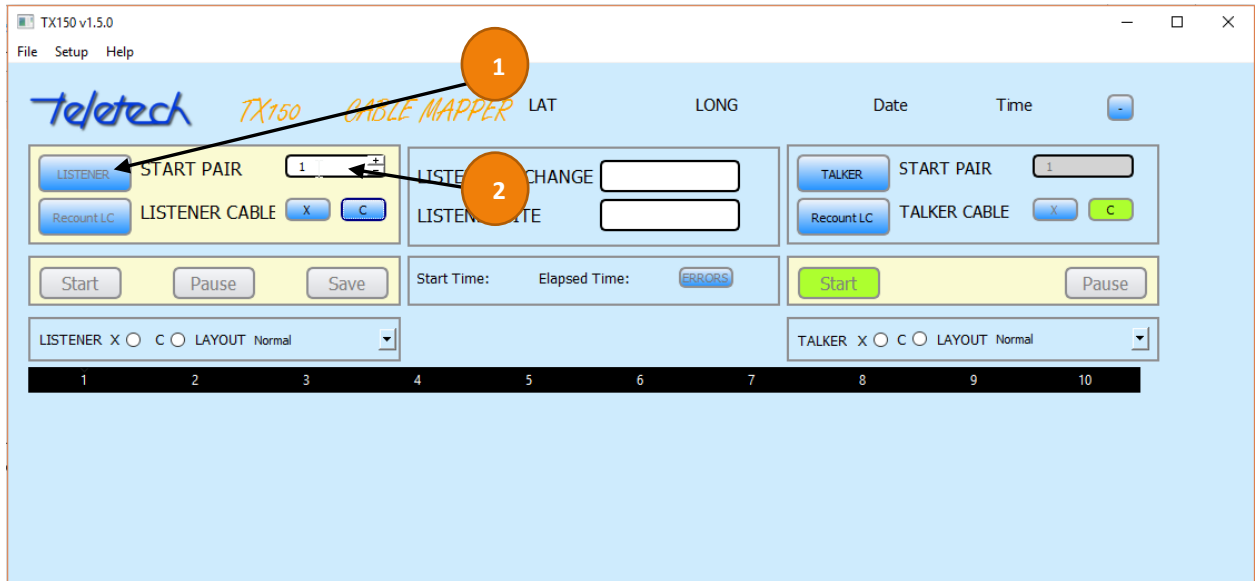 TX150 v1.5.0
File Setup Help
1
Teletech TX150 CABLE MAPPER LAT LONG Date Time -
LISTENER START PAIR 1 + -
Recount LC LISTENER CABLE X C
2
LISTE CHANGE
LISTEN TE
TALKER START PAIR 1
Recount LC TALKER CABLE X C
Start Pause Save
Start Time: Elapsed Time: ERRORS
Start Pause
LISTENER X C LAYOUT Normal
TALKER X C LAYOUT Normal
1 2 3 4 5 6 7 8 9 10